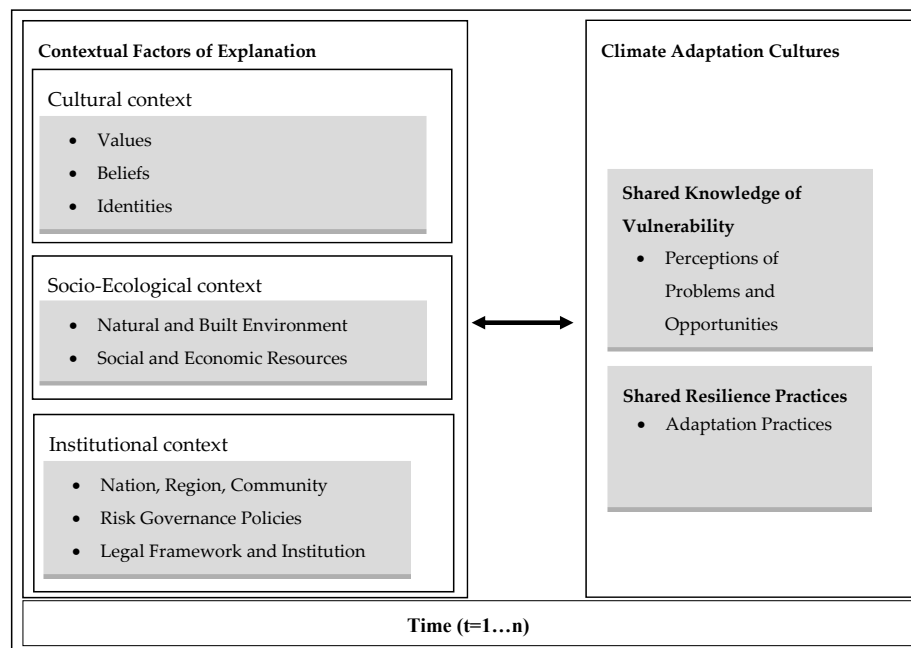 Contextual Factors of Explanation
Cultural context
• Values
• Beliefs
• Identities
Socio-Ecological context
• Natural and Built Environment
• Social and Economic Resources
Institutional context
• Nation, Region, Community
• Risk Governance Policies
• Legal Framework and Institution
Climate Adaptation Cultures
Shared Knowledge of
Vulnerability
• Perceptions of
Problems and
Opportunities
Shared Resilience Practices
• Adaptation Practices
Time (t=1…n)